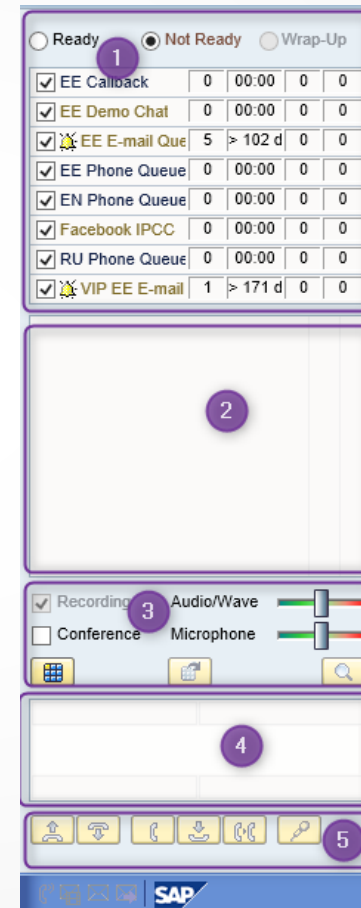 Ready Not Ready Wrap-Up
1
EE Callback 0 00:00 0 0
EE Demo Chat 0 00:00 0 0
EE E-mail Que 5 > 102 d 0 0
EE Phone Queue 0 00:00 0 0
EN Phone Queue 0 00:00 0 0
Facebook IPCC 0 00:00 0 0
RU Phone Queue 0 00:00 0 0
VIP EE E-mail 1 > 171 d 0 0
2
Recording 3 Audio/Wave
Conference Microphone
4
5
SAP